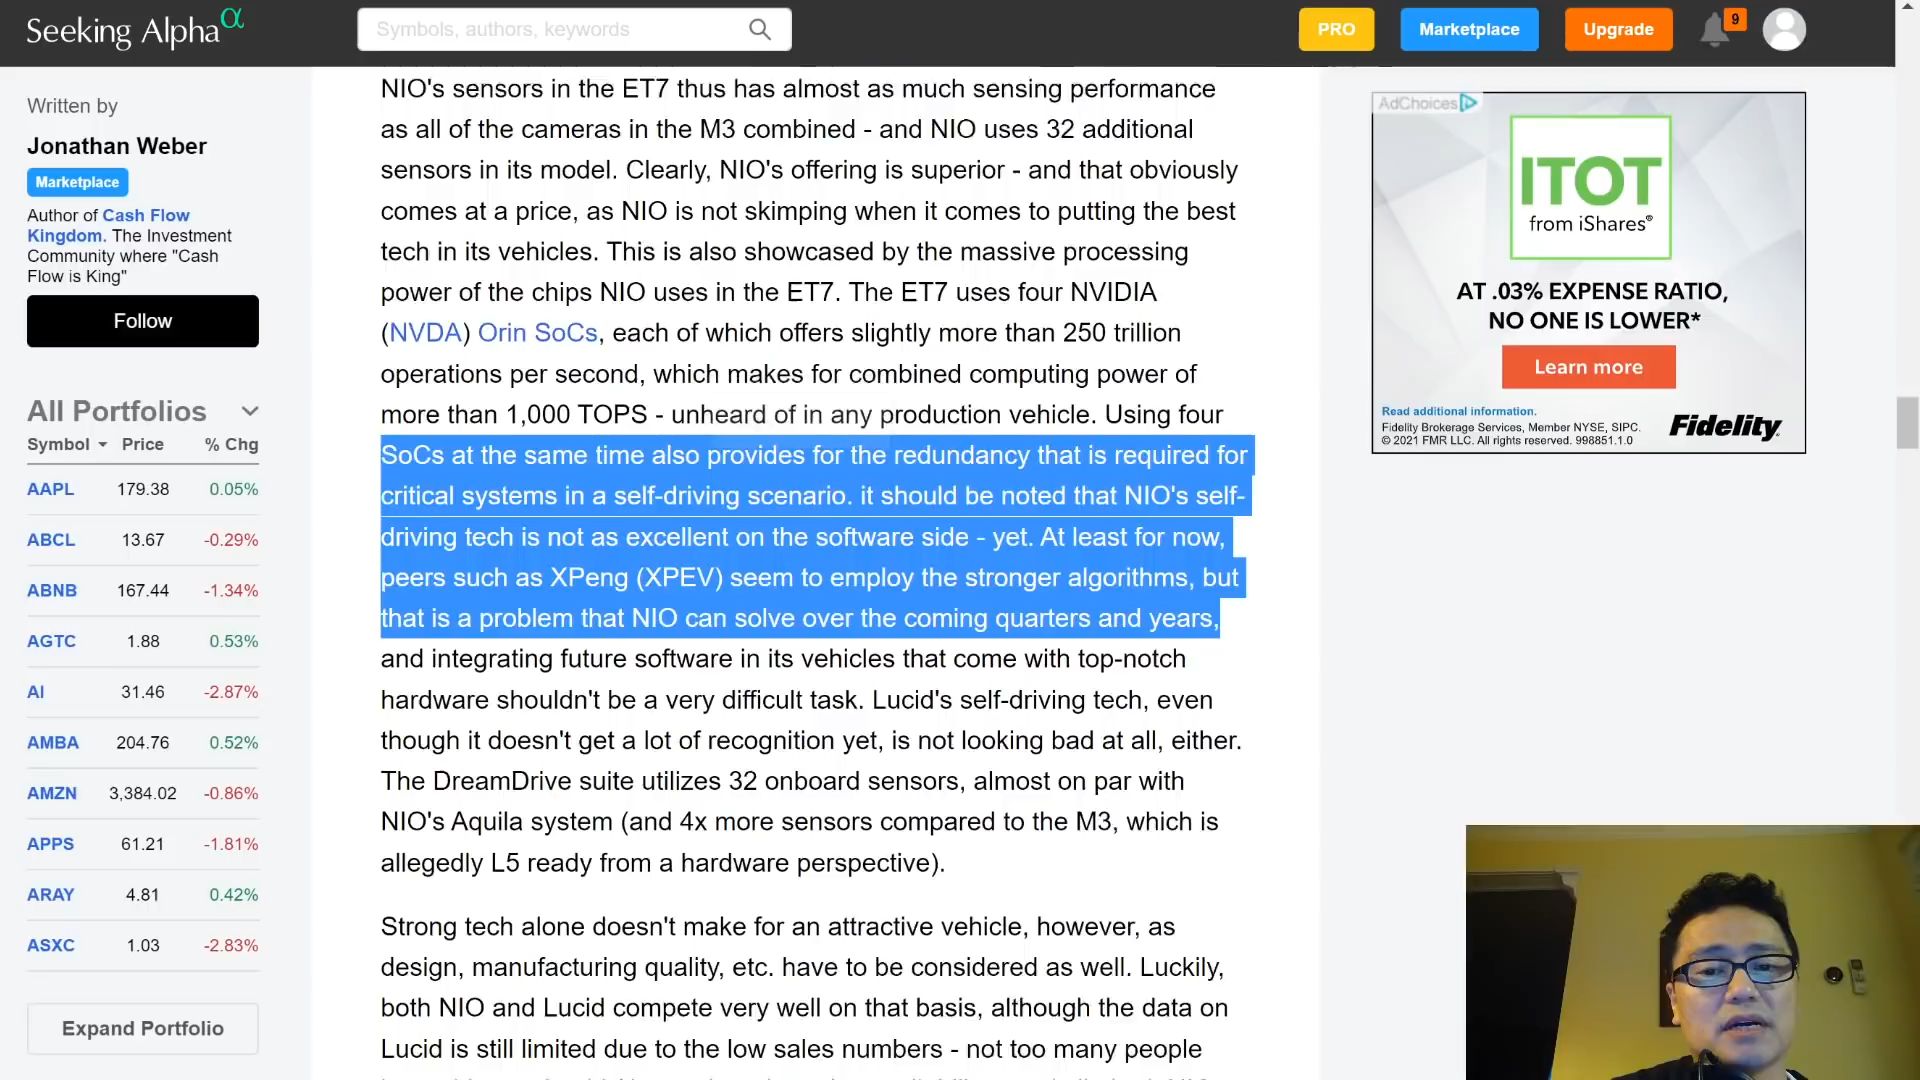 Seeking Alpha α
Symbols, authors, keywords
PRO
Marketplace
Upgrade
9
Written by
Jonathan Weber
Marketplace
Author of Cash Flow
Kingdom. The Investment
Community where "Cash
Flow is King"
Follow
All Portfolios
Symbol Price % Chg
AAPL 179.38 0.05%
ABCL 13.67 -0.29%
ABNB 167.44 -1.34%
AGTC 1.88 0.53%
AI 31.46 -2.87%
AMBA 204.76 0.52%
AMZN 3,384.02 -0.86%
APPS 61.21 -1.81%
ARAY 4.81 0.42%
ASXC 1.03 -2.83%
Expand Portfolio
NIO's sensors in the ET7 thus has almost as much sensing performance
as all of the cameras in the M3 combined - and NIO uses 32 additional
sensors in its model. Clearly, NIO's offering is superior - and that obviously
comes at a price, as NIO is not skimping when it comes to putting the best
tech in its vehicles. This is also showcased by the massive processing
power of the chips NIO uses in the ET7. The ET7 uses four NVIDIA
(NVDA) Orin SoCs, each of which offers slightly more than 250 trillion
operations per second, which makes for combined computing power of
more than 1,000 TOPS - unheard of in any production vehicle. Using four
SoCs at the same time also provides for the redundancy that is required for
critical systems in a self-driving scenario. it should be noted that NIO's self-
driving tech is not as excellent on the software side - yet. At least for now,
peers such as XPeng (XPEV) seem to employ the stronger algorithms, but
that is a problem that NIO can solve over the coming quarters and years,
and integrating future software in its vehicles that come with top-notch
hardware shouldn't be a very difficult task. Lucid's self-driving tech, even
though it doesn't get a lot of recognition yet, is not looking bad at all, either.
The DreamDrive suite utilizes 32 onboard sensors, almost on par with
NIO's Aquila system (and 4x more sensors compared to the M3, which is
allegedly L5 ready from a hardware perspective).
Strong tech alone doesn't make for an attractive vehicle, however, as
design, manufacturing quality, etc. have to be considered as well. Luckily,
both NIO and Lucid compete very well on that basis, although the data on
Lucid is still limited due to the low sales numbers - not too many people
AdChoices
ITOT
from iShares®
AT .03% EXPENSE RATIO,
NO ONE IS LOWER*
Learn more
Read additional information.
Fidelity Brokerage Services, Member NYSE, SIPC.
© 2021 FMR LLC. All rights reserved. 998851.1.0
Fidelity